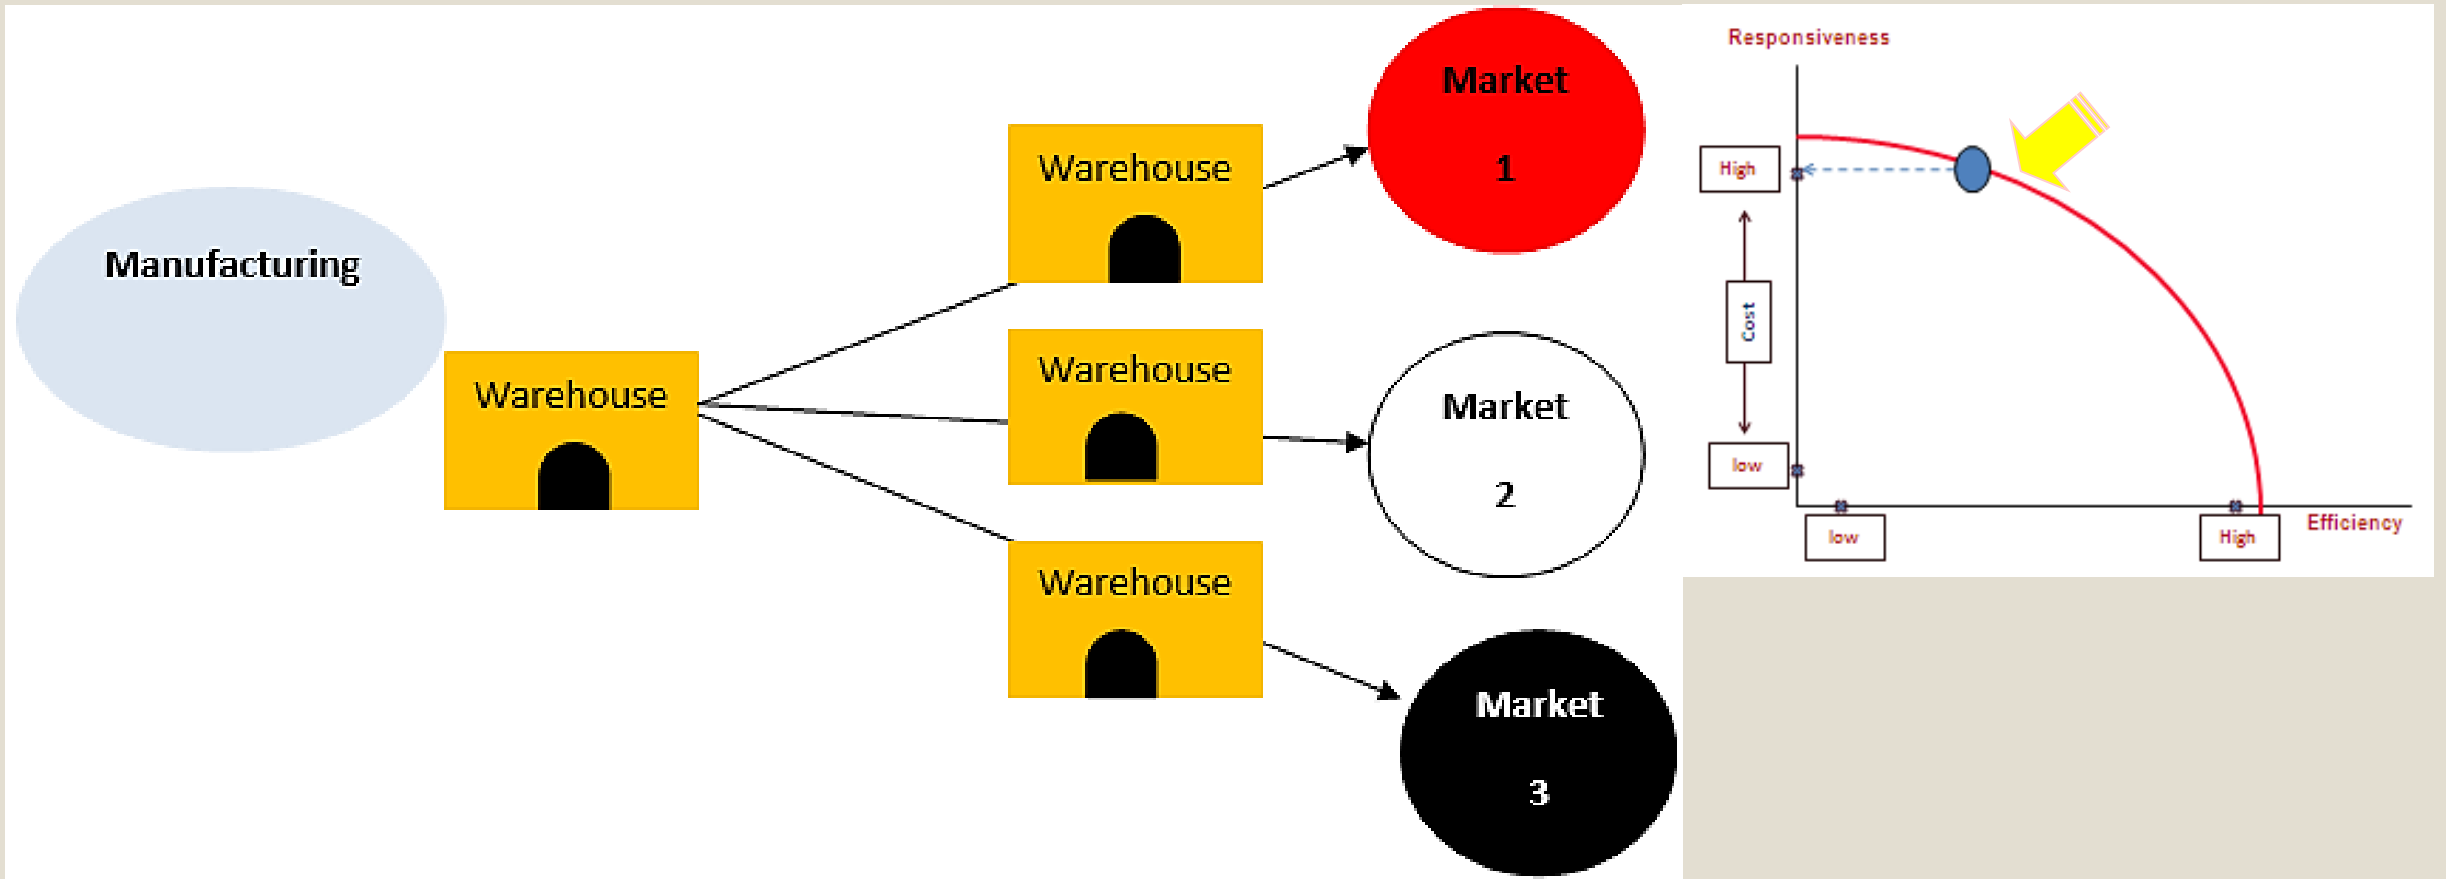 Manufacturing
Warehouse
Warehouse
Warehouse
Warehouse
Market
1
Market
2
Market
3
Responsiveness
High
Cost
low
low
High
Efficiency